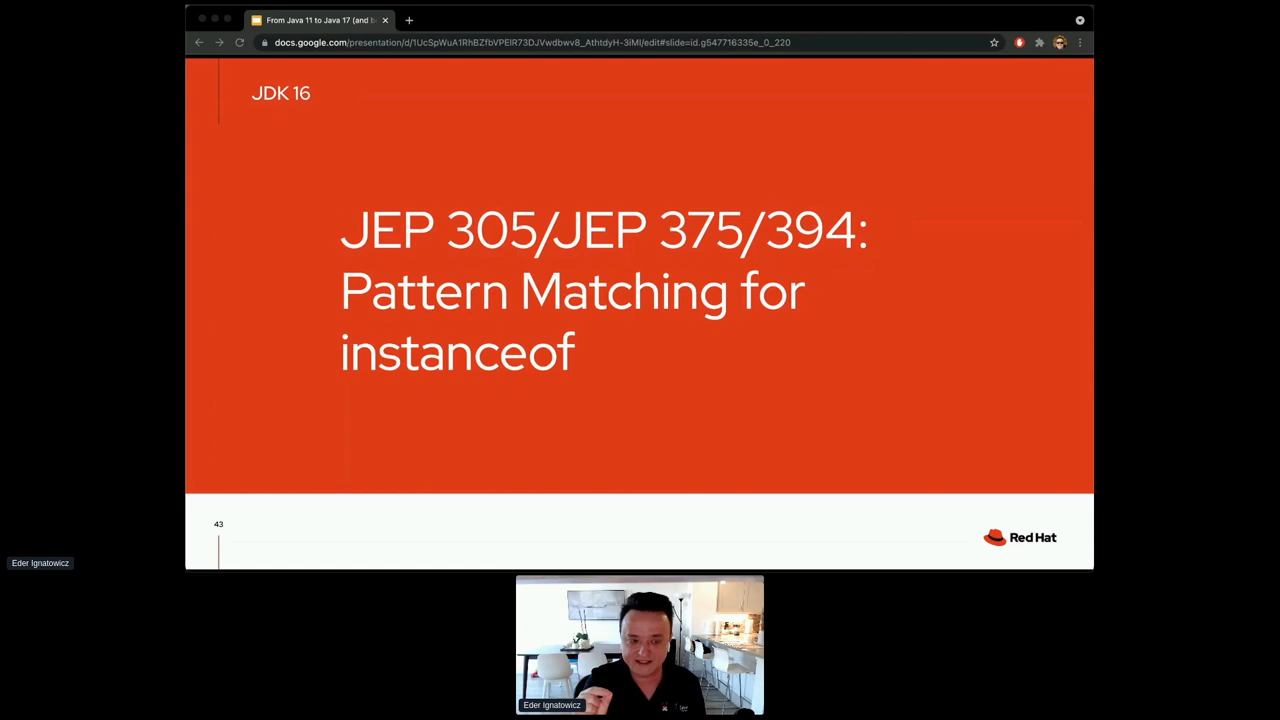 From Java 11 to Java 17 (and b
docs.google.com/presentation/d/1UcSpWuA1RhBZfbVPElR73DJVwdbwv8_AthtdyH-3iMI/edit#slide=id.g547716335e_0_220
JDK 16
JEP 305/JEP 375/394:
Pattern Matching for
instanceof
43
Red Hat
Eder Ignatowicz
Eder Ignatowicz